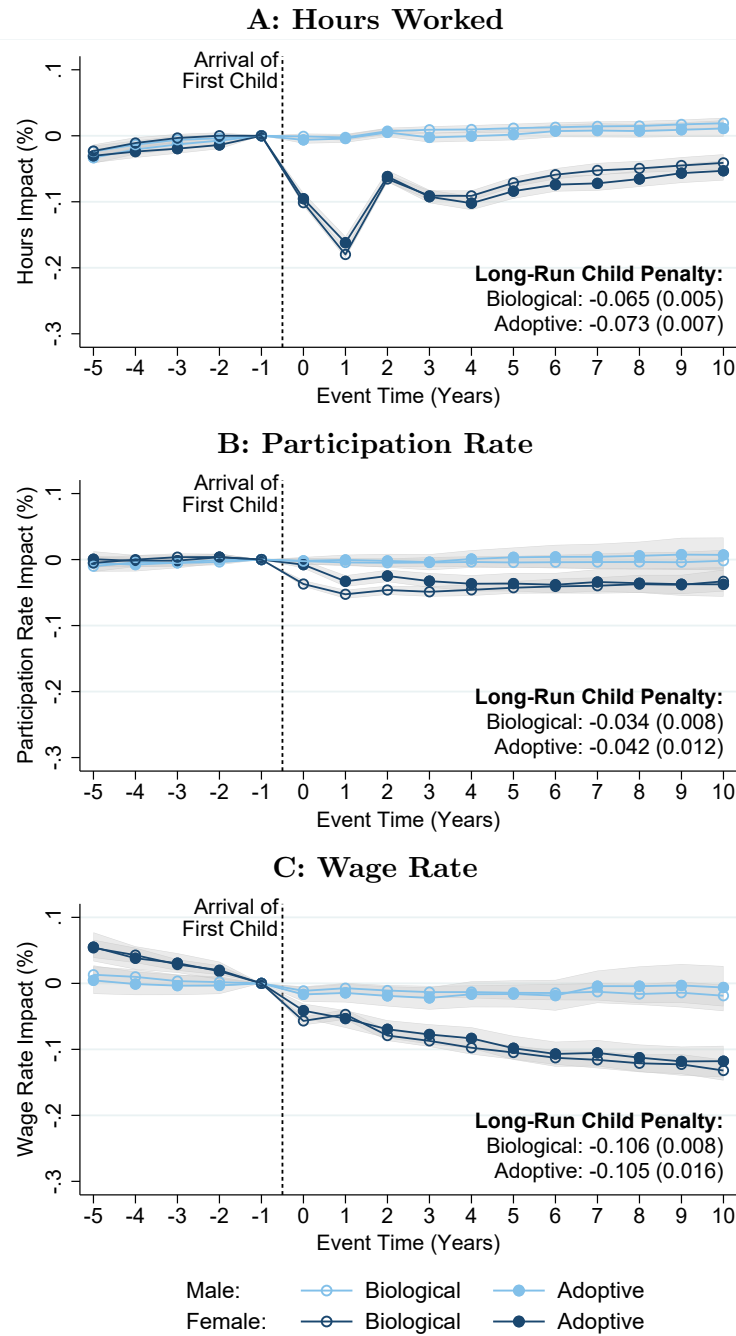 A: Hours Worked
Arrival of
First Child
Hours Impact (%)
.1
0
-.1
-.2
-.3
Long-Run Child Penalty:
Biological: -0.065 (0.005)
Adoptive: -0.073 (0.007)
-5 -4 -3 -2 -1 0 1 2 3 4 5 6 7 8 9 10
Event Time (Years)
B: Participation Rate
Arrival of
First Child
Participation Rate Impact (%)
.1
0
-.1
-.2
-.3
Long-Run Child Penalty:
Biological: -0.034 (0.008)
Adoptive: -0.042 (0.012)
-5 -4 -3 -2 -1 0 1 2 3 4 5 6 7 8 9 10
Event Time (Years)
C: Wage Rate
Arrival of
First Child
Wage Rate Impact (%)
.1
0
-.1
-.2
-.3
Long-Run Child Penalty:
Biological: -0.106 (0.008)
Adoptive: -0.105 (0.016)
-5 -4 -3 -2 -1 0 1 2 3 4 5 6 7 8 9 10
Event Time (Years)
Male: Biological Adoptive
Female: Biological Adoptive